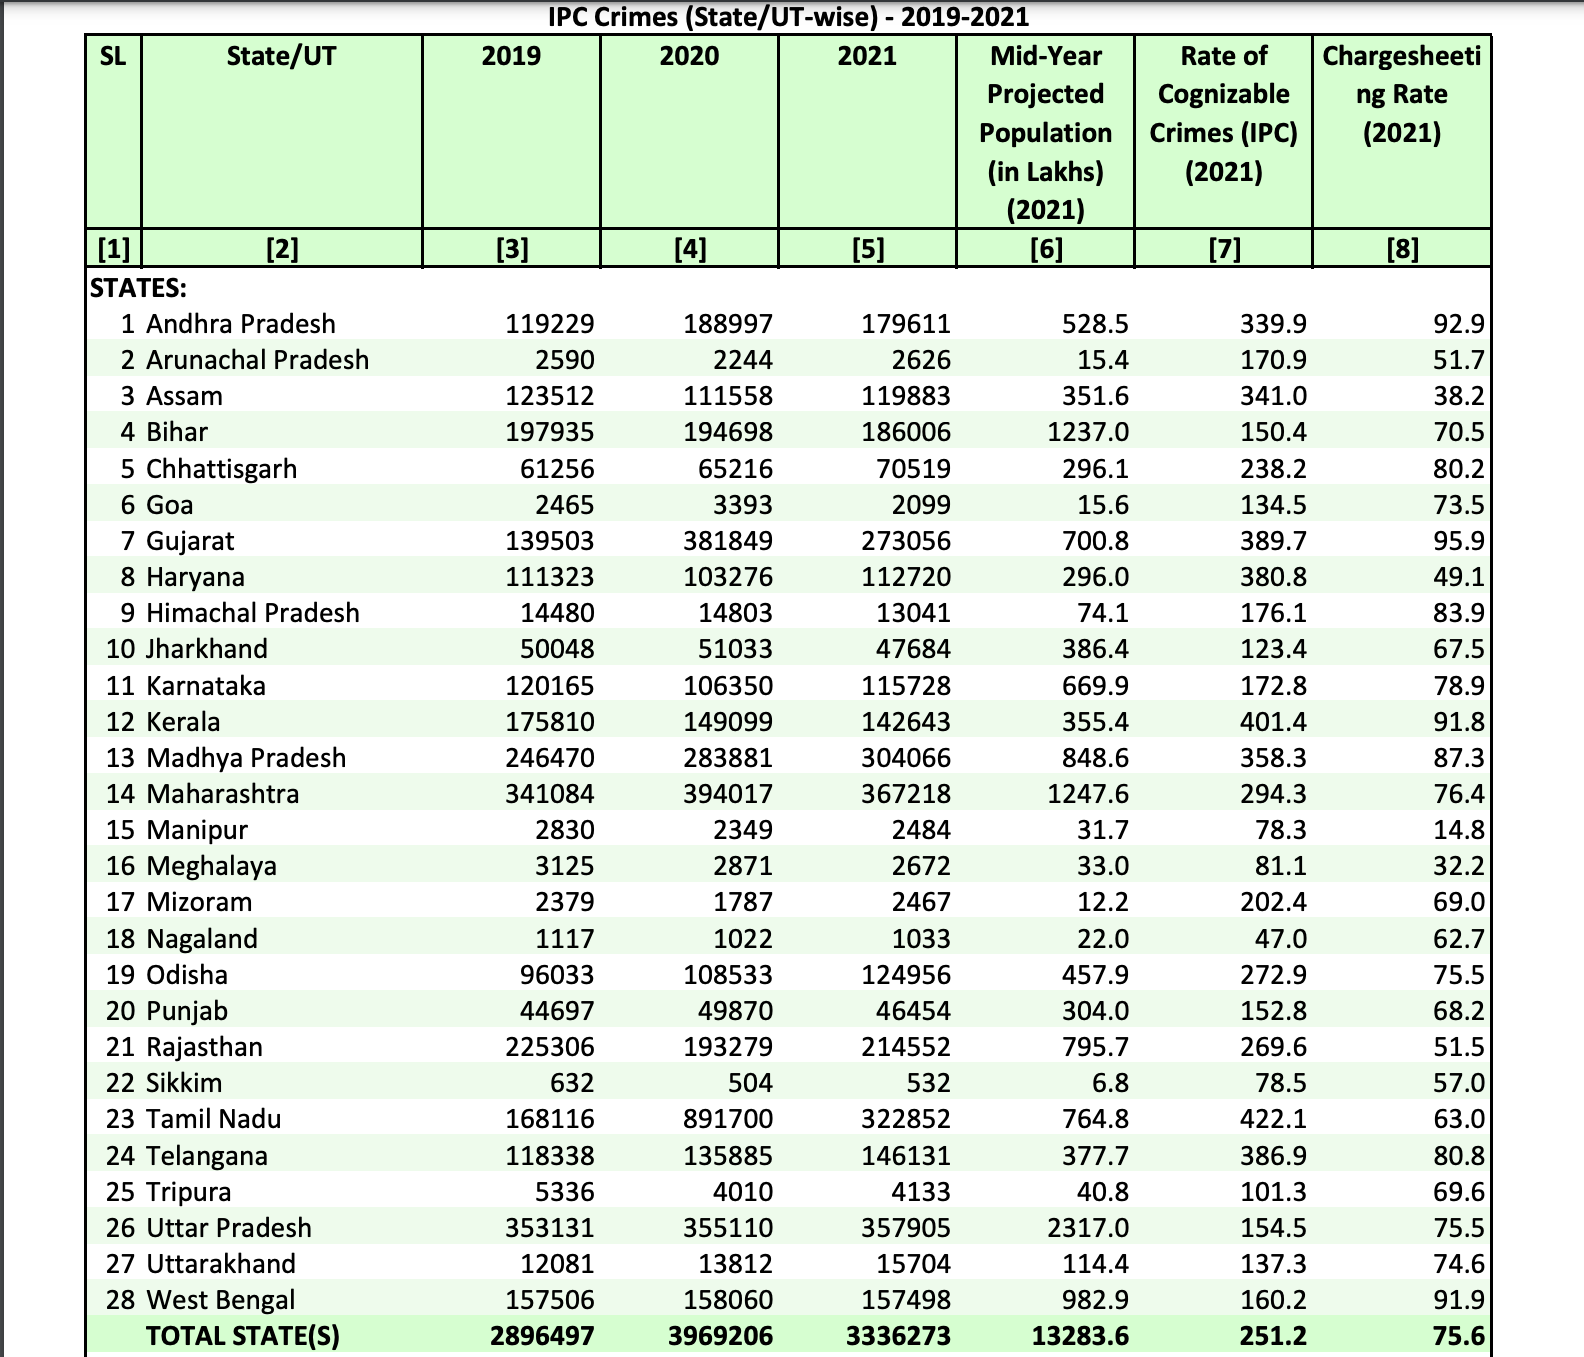 IPC Crimes (State/UT-wise) - 2019-2021
SL State/UT 2019 2020 2021 Mid-Year Rate of Chargesheeti
Projected Cognizable ng Rate
Population Crimes (IPC) (2021)
(in Lakhs) (2021)
(2021)
[1] [2] [3] [4] [5] [6] [7] [8]
STATES:
1 Andhra Pradesh 119229 188997 179611 528.5 339.9 92.9
2 Arunachal Pradesh 2590 2244 2626 15.4 170.9 51.7
3 Assam 123512 111558 119883 351.6 341.0 38.2
4 Bihar 197935 194698 186006 1237.0 150.4 70.5
5 Chhattisgarh 61256 65216 70519 296.1 238.2 80.2
6 Goa 2465 3393 2099 15.6 134.5 73.5
7 Gujarat 139503 381849 273056 700.8 389.7 95.9
8 Haryana 111323 103276 112720 296.0 380.8 49.1
9 Himachal Pradesh 14480 14803 13041 74.1 176.1 83.9
10 Jharkhand 50048 51033 47684 386.4 123.4 67.5
11 Karnataka 120165 106350 115728 669.9 172.8 78.9
12 Kerala 175810 149099 142643 355.4 401.4 91.8
13 Madhya Pradesh 246470 283881 304066 848.6 358.3 87.3
14 Maharashtra 341084 394017 367218 1247.6 294.3 76.4
15 Manipur 2830 2349 2484 31.7 78.3 14.8
16 Meghalaya 3125 2871 2672 33.0 81.1 32.2
17 Mizoram 2379 1787 2467 12.2 202.4 69.0
18 Nagaland 1117 1022 1033 22.0 47.0 62.7
19 Odisha 96033 108533 124956 457.9 272.9 75.5
20 Punjab 44697 49870 46454 304.0 152.8 68.2
21 Rajasthan 225306 193279 214552 795.7 269.6 51.5
22 Sikkim 632 504 532 6.8 78.5 57.0
23 Tamil Nadu 168116 891700 322852 764.8 422.1 63.0
24 Telangana 118338 135885 146131 377.7 386.9 80.8
25 Tripura 5336 4010 4133 40.8 101.3 69.6
26 Uttar Pradesh 353131 355110 357905 2317.0 154.5 75.5
27 Uttarakhand 12081 13812 15704 114.4 137.3 74.6
28 West Bengal 157506 158060 157498 982.9 160.2 91.9
TOTAL STATE(S) 2896497 3969206 3336273 13283.6 251.2 75.6